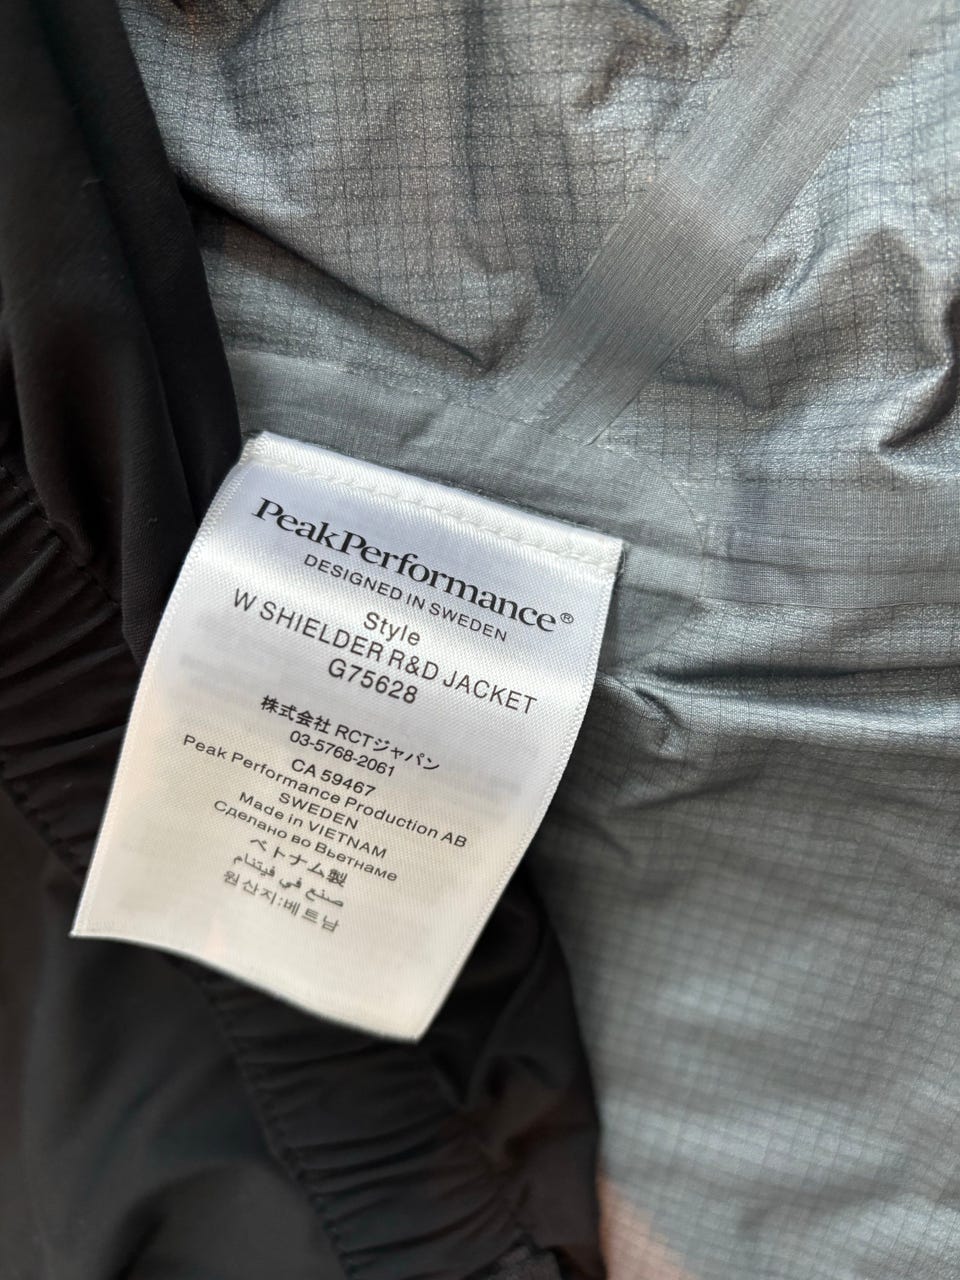 PeakPerformance®
DESIGNED IN SWEDEN
Style
W SHIELDER R&D JACKET
G75628
株式会社 RCTジャパン
03-5768-2061
CA 59467
Peak Performance Production AB
SWEDEN
Made in VIETNAM
Сделано во Вьетнаме
ベトナム製
صنع في فيتنام
원산지:베트남